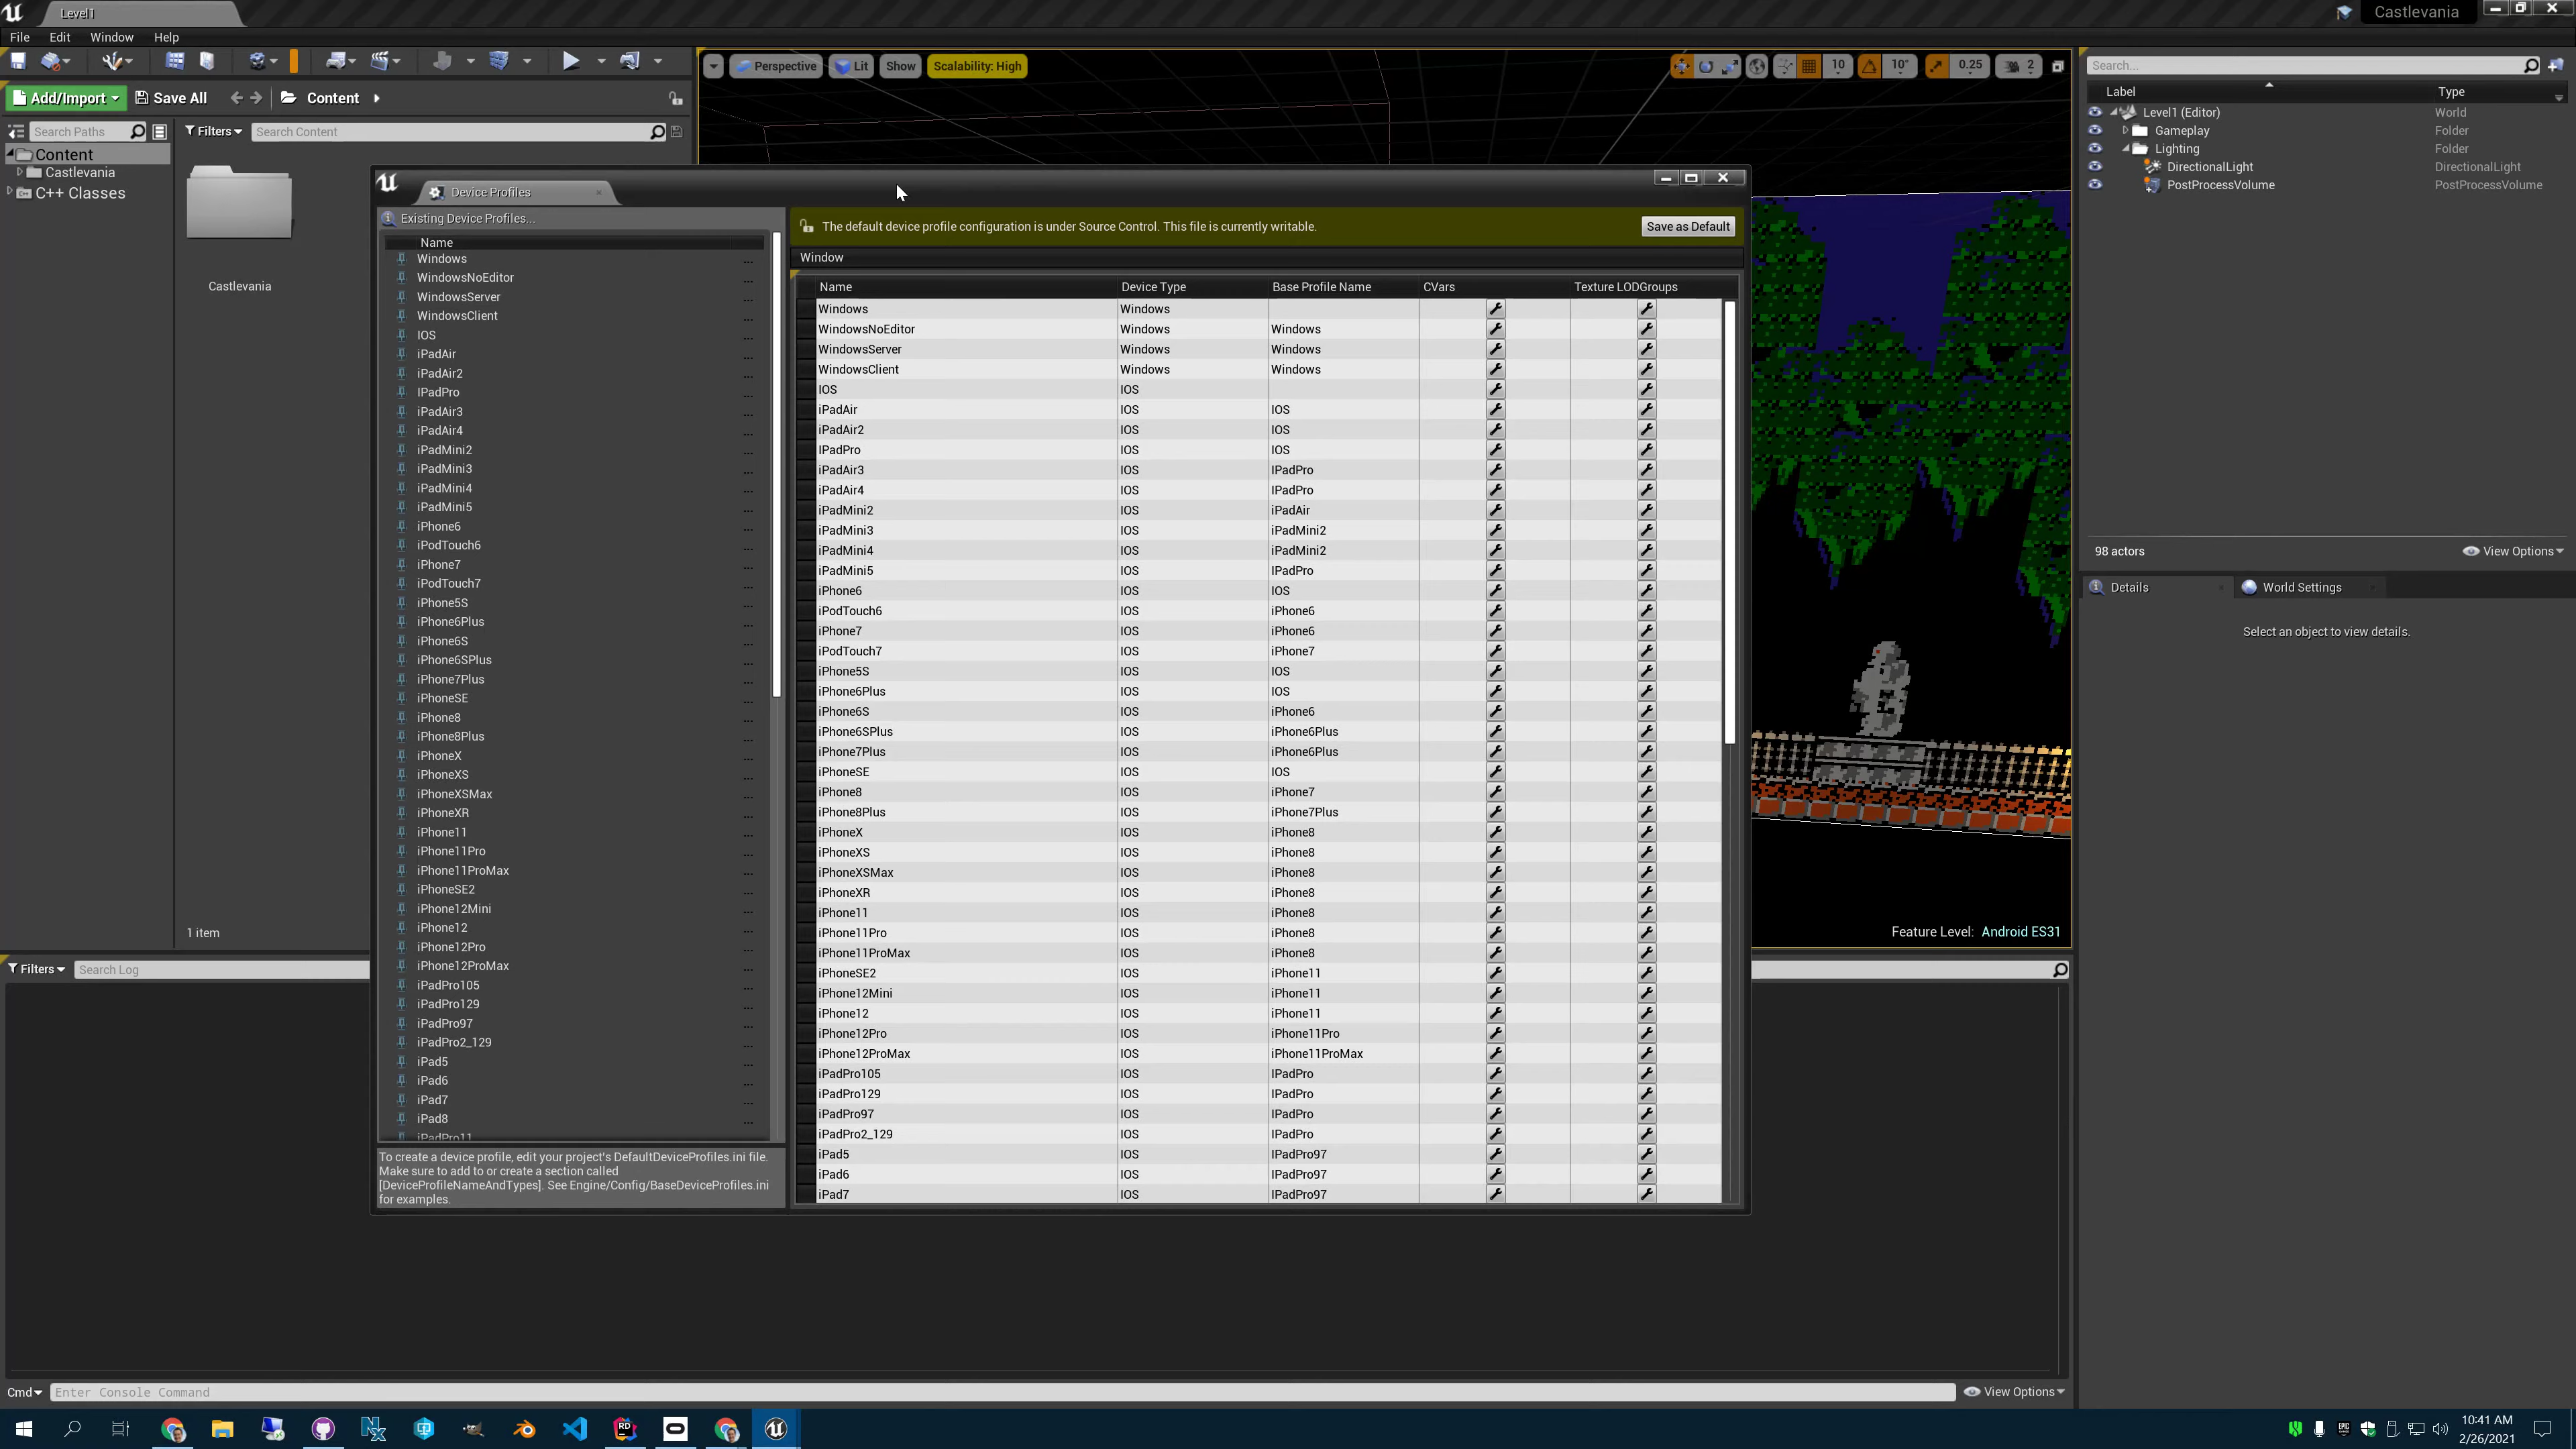 Level1
Castlevania
File Edit Window Help
Add/Import Save All Content
Search Paths Filters Search Content
Content
Castlevania
C++ Classes
Castlevania
1 item
Perspective Lit Show Scalability: High
10 10° 0.25 2
Search...
Label Type
Level1 (Editor) World
Gameplay Folder
Lighting Folder
DirectionalLight DirectionalLight
PostProcessVolume PostProcessVolume
98 actors View Options
Details World Settings
Select an object to view details.
Device Profiles
Existing Device Profiles...
Name
Windows ...
WindowsNoEditor ...
WindowsServer ...
WindowsClient ...
IOS ...
iPadAir ...
iPadAir2 ...
IPadPro ...
iPadAir3 ...
iPadAir4 ...
iPadMini2 ...
iPadMini3 ...
iPadMini4 ...
iPadMini5 ...
iPhone6 ...
iPodTouch6 ...
iPhone7 ...
iPodTouch7 ...
iPhone5S ...
iPhone6Plus ...
iPhone6S ...
iPhone6SPlus ...
iPhone7Plus ...
iPhoneSE ...
iPhone8 ...
iPhone8Plus ...
iPhoneX ...
iPhoneXS ...
iPhoneXSMax ...
iPhoneXR ...
iPhone11 ...
iPhone11Pro ...
iPhone11ProMax ...
iPhoneSE2 ...
iPhone12Mini ...
iPhone12 ...
iPhone12Pro ...
iPhone12ProMax ...
iPadPro105 ...
iPadPro129 ...
iPadPro97 ...
iPadPro2_129 ...
iPad5 ...
iPad6 ...
iPad7 ...
iPad8 ...
iPadPro11
To create a device profile, edit your project's DefaultDeviceProfiles.ini file.
Make sure to add to or create a section called
[DeviceProfileNameAndTypes]. See Engine/Config/BaseDeviceProfiles.ini
for examples.
The default device profile configuration is under Source Control. This file is currently writable. Save as Default
Window
Name Device Type Base Profile Name CVars Texture LODGroups
Windows Windows
WindowsNoEditor Windows Windows
WindowsServer Windows Windows
WindowsClient Windows Windows
IOS IOS
iPadAir IOS IOS
iPadAir2 IOS IOS
IPadPro IOS IOS
iPadAir3 IOS IPadPro
iPadAir4 IOS IPadPro
iPadMini2 IOS iPadAir
iPadMini3 IOS iPadMini2
iPadMini4 IOS iPadMini2
iPadMini5 IOS IPadPro
iPhone6 IOS IOS
iPodTouch6 IOS iPhone6
iPhone7 IOS iPhone6
iPodTouch7 IOS iPhone7
iPhone5S IOS IOS
iPhone6Plus IOS IOS
iPhone6S IOS iPhone6
iPhone6SPlus IOS iPhone6Plus
iPhone7Plus IOS iPhone6Plus
iPhoneSE IOS IOS
iPhone8 IOS iPhone7
iPhone8Plus IOS iPhone7Plus
iPhoneX IOS iPhone8
iPhoneXS IOS iPhone8
iPhoneXSMax IOS iPhone8
iPhoneXR IOS iPhone8
iPhone11 IOS iPhone8
iPhone11Pro IOS iPhone8
iPhone11ProMax IOS iPhone8
iPhoneSE2 IOS iPhone11
iPhone12Mini IOS iPhone11
iPhone12 IOS iPhone11
iPhone12Pro IOS iPhone11Pro
iPhone12ProMax IOS iPhone11ProMax
iPadPro105 IOS IPadPro
iPadPro129 IOS IPadPro
iPadPro97 IOS IPadPro
iPadPro2_129 IOS IPadPro
iPad5 IOS IPadPro97
iPad6 IOS IPadPro97
iPad7 IOS IPadPro97
Feature Level: Android ES31
Filters Search Log
Cmd Enter Console Command View Options
10:41 AM
2/26/2021